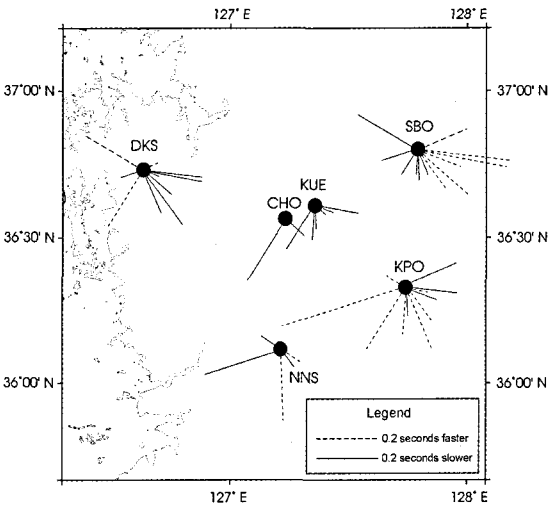 127° E
128° E
37°00' N
37°00' N
SBO
DKS
KUE
CHO
36°30' N
36°30' N
KPO
36°00' N
36°00' N
NNS
Legend
0.2 seconds faster
0.2 seconds slower
127° E
128° E